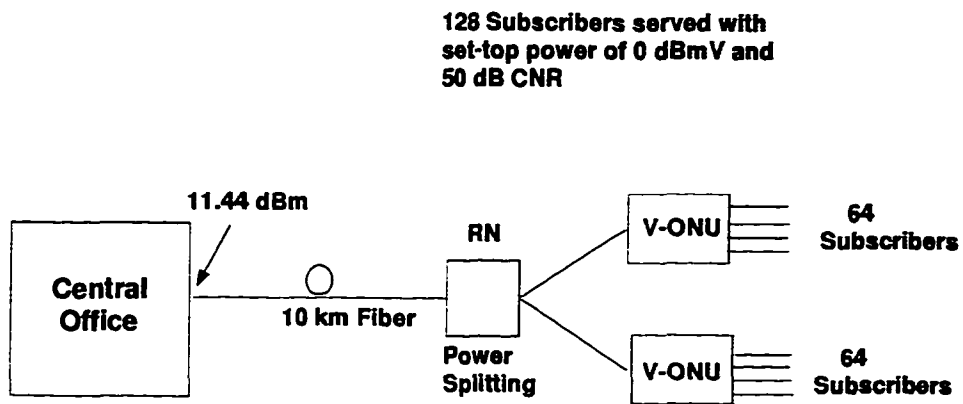 128 Subscribers served with
set-top power of 0 dBmV and
50 dB CNR
11.44 dBm
Central
Office
10 km Fiber
RN
Power
Splitting
V-ONU
64
Subscribers
V-ONU
64
Subscribers